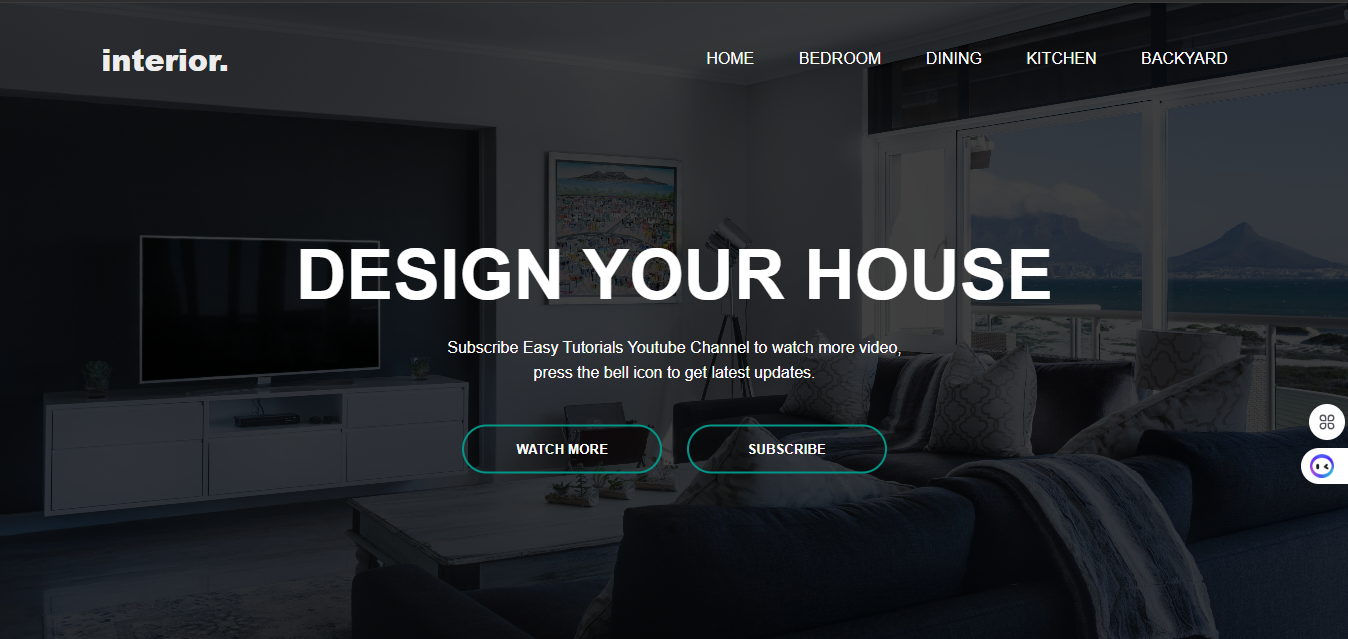 interior.
HOME BEDROOM DINING KITCHEN BACKYARD
DESIGN YOUR HOUSE
Subscribe Easy Tutorials Youtube Channel to watch more video,
press the bell icon to get latest updates.
WATCH MORE SUBSCRIBE